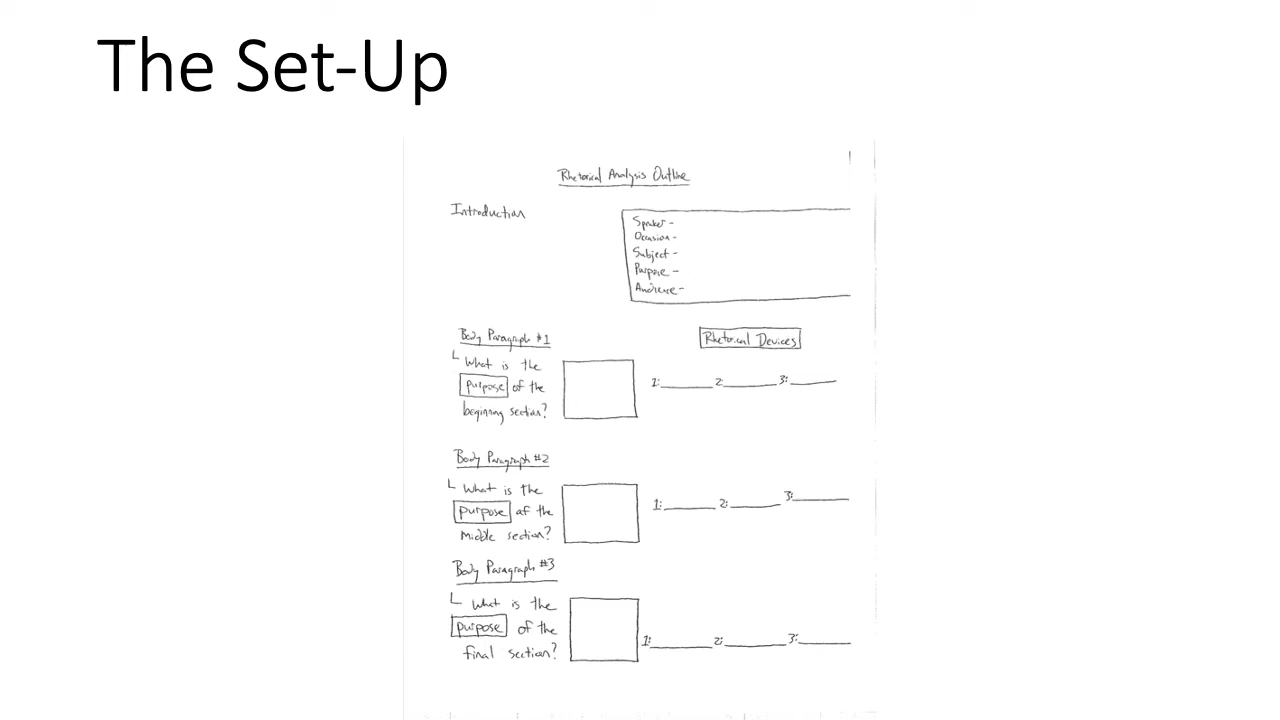 The Set-Up
Rhetorical Analysis Outline
Introduction
Speaker -
Occasion -
Subject -
Purpose -
Audience -
Body Paragraph #1
Rhetorical Devices
What is the
purpose of the
beginning section?
1: 2: 3:
Body Paragraph #2
What is the
purpose of the
middle section?
1: 2: 3:
Body Paragraph #3
What is the
purpose of the
final section?
1: 2: 3: